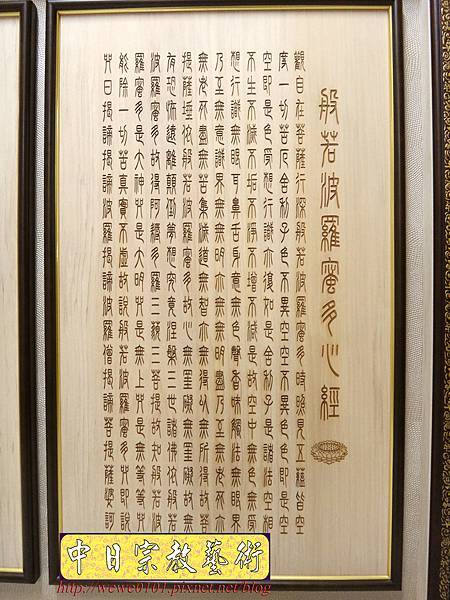 般若波羅蜜多心經
觀自在菩薩行深般若波羅蜜多時照見五蘊皆空
度一切苦厄舍利子色不異空空不異色色即是空
空即是色受想行識亦復如是舍利子是諸法空相
不生不滅不垢不淨不增不減是故空中無色無受
想行識無眼耳鼻舌身意無色聲香味觸法無眼界
乃至無意識界無無明亦無無明盡乃至無老死亦
無老死盡無苦集滅道無智亦無得以無所得故菩
提薩埵依般若波羅蜜多故心無罣礙無罣礙故無
有恐怖遠離顛倒夢想究竟涅槃三世諸佛依般若
波羅蜜多故得阿耨多羅三藐三菩提故知般若波
羅蜜多是大神咒是大明咒是無上咒是無等等咒
能除一切苦真實不虛故說般若波羅蜜多咒即說
咒曰揭諦揭諦波羅揭諦波羅僧揭諦菩提薩婆訶
中日宗教藝術
http://wewe0101.pixnet.net/blog